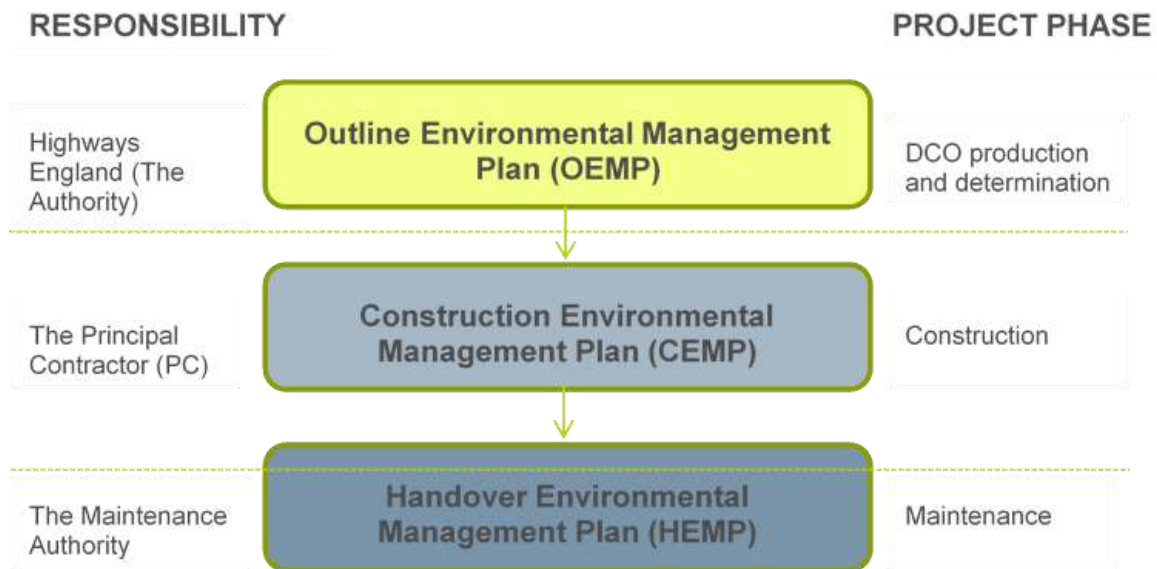 RESPONSIBILITY
PROJECT PHASE
Highways
England (The
Authority)
Outline Environmental Management
Plan (OEMP)
DCO production
and determination
The Principal
Contractor (PC)
Construction Environmental
Management Plan (CEMP)
Construction
The Maintenance
Authority
Handover Environmental
Management Plan (HEMP)
Maintenance